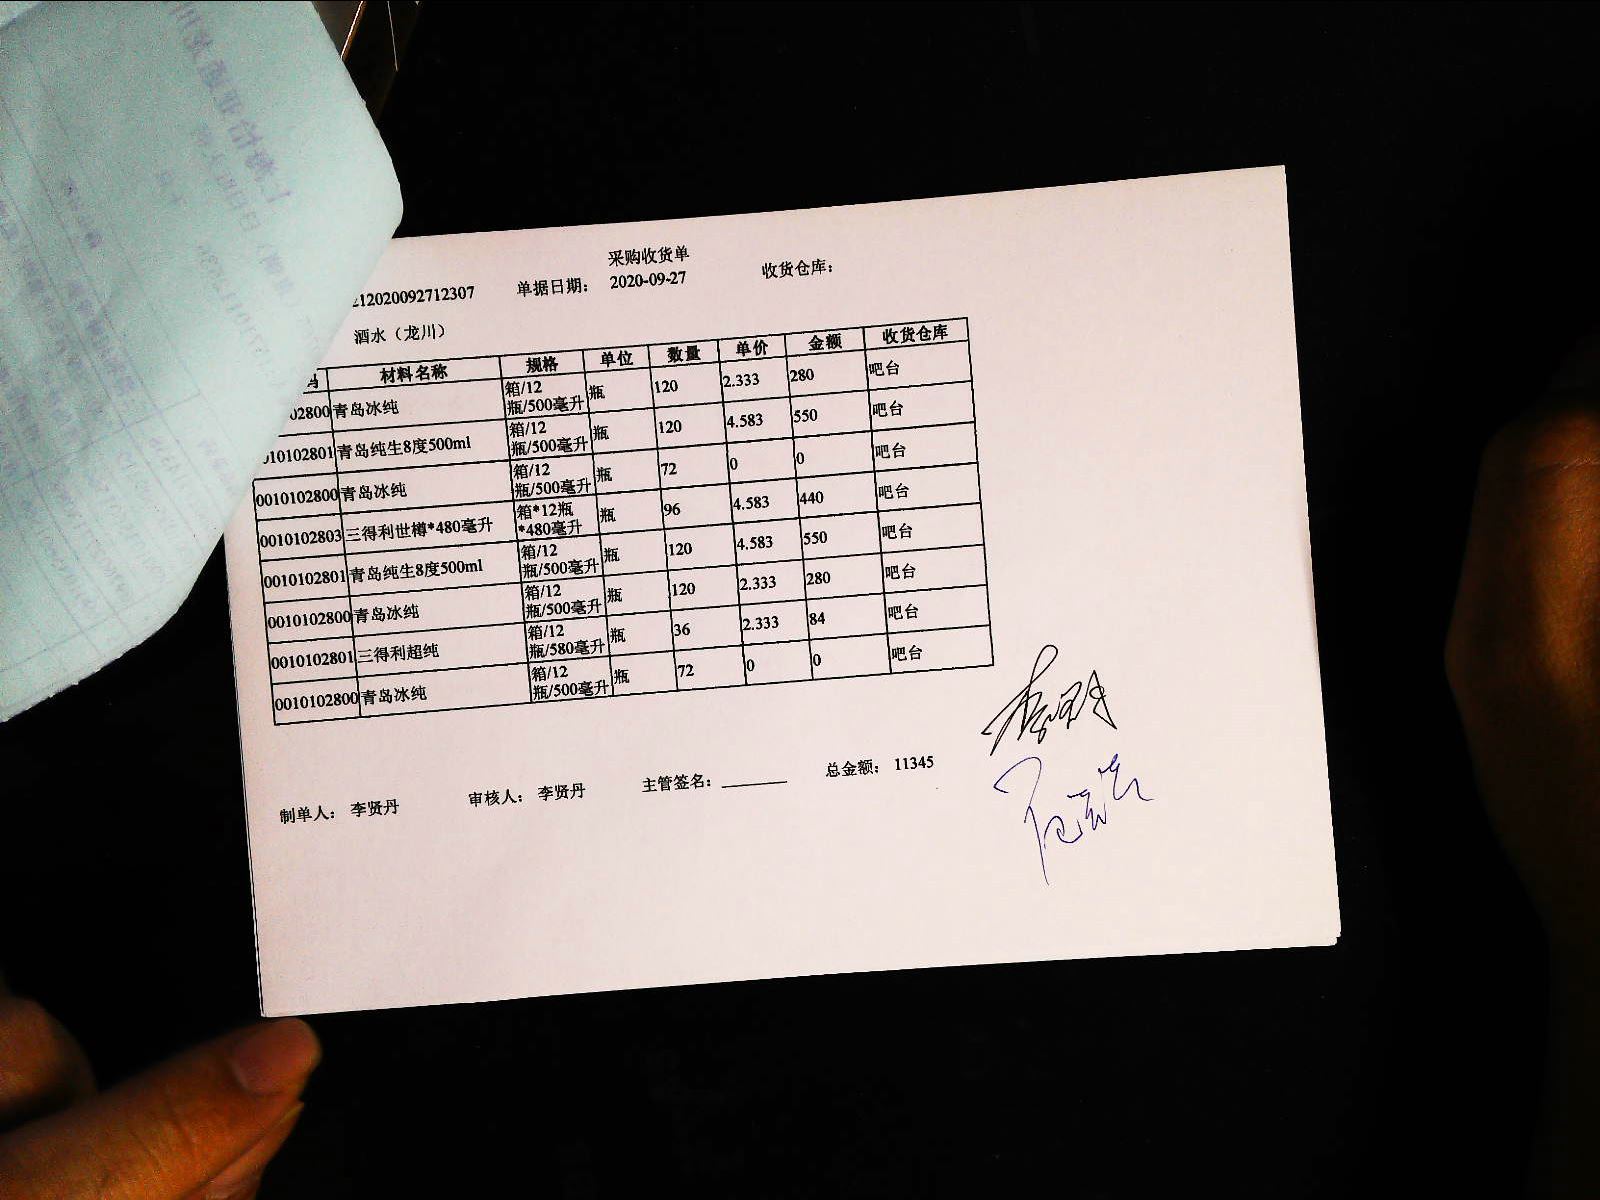 采购收货单
212020092712307 单据日期： 2020-09-27 收货仓库：
酒水（龙川）
码 材料名称 规格 单位 数量 单价 金额 收货仓库
0102800 青岛冰纯 箱/12瓶/500毫升 瓶 120 2.333 280 吧台
010102801 青岛纯生8度500ml 箱/12瓶/500毫升 瓶 120 4.583 550 吧台
0010102800 青岛冰纯 箱/12瓶/500毫升 瓶 72 0 0 吧台
0010102803 三得利世樽*480毫升 箱*12瓶*480毫升 瓶 96 4.583 440 吧台
0010102801 青岛纯生8度500ml 箱/12瓶/500毫升 瓶 120 4.583 550 吧台
0010102800 青岛冰纯 箱/12瓶/500毫升 瓶 120 2.333 280 吧台
0010102801 三得利超纯 箱/12瓶/580毫升 瓶 36 2.333 84 吧台
0010102800 青岛冰纯 箱/12瓶/500毫升 瓶 72 0 0 吧台
制单人： 李贤丹 审核人： 李贤丹 主管签名： 总金额： 11345